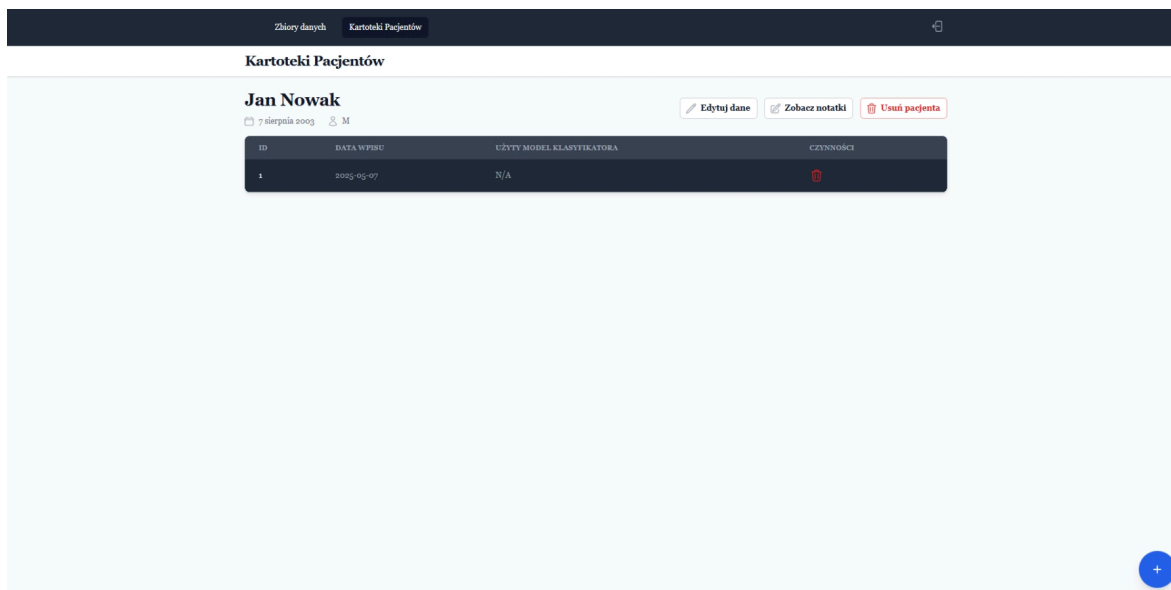 Zbiory danych Kartoteki Pacjentów
Kartoteki Pacjentów
Jan Nowak
Edytuj dane Zobacz notatki Usuń pacjenta
7 sierpnia 2003 M
ID DATA WPISU UŻYTY MODEL KLASYFIKATORA CZYNNOŚCI
1 2025-05-07 N/A
+